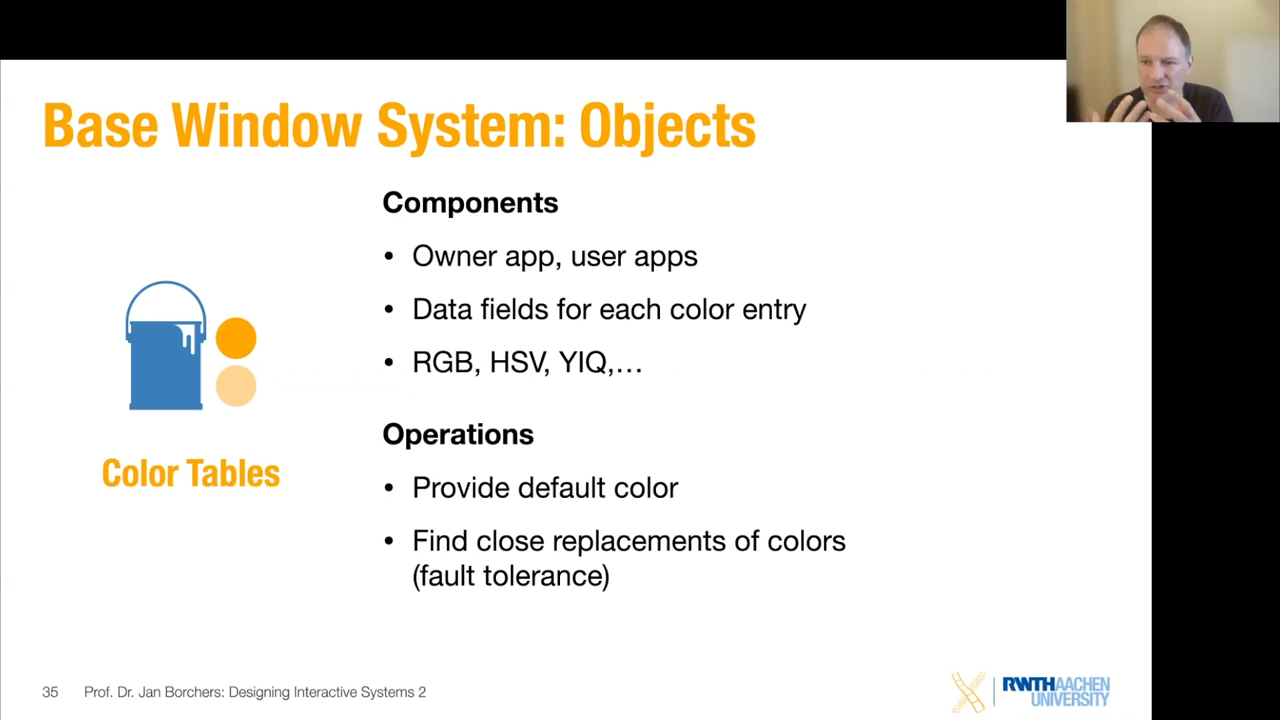 Base Window System: Objects
Components
• Owner app, user apps
• Data fields for each color entry
• RGB, HSV, YIQ,…
Color Tables
Operations
• Provide default color
• Find close replacements of colors
(fault tolerance)
35 Prof. Dr. Jan Borchers: Designing Interactive Systems 2
RWTHAACHEN
UNIVERSITY